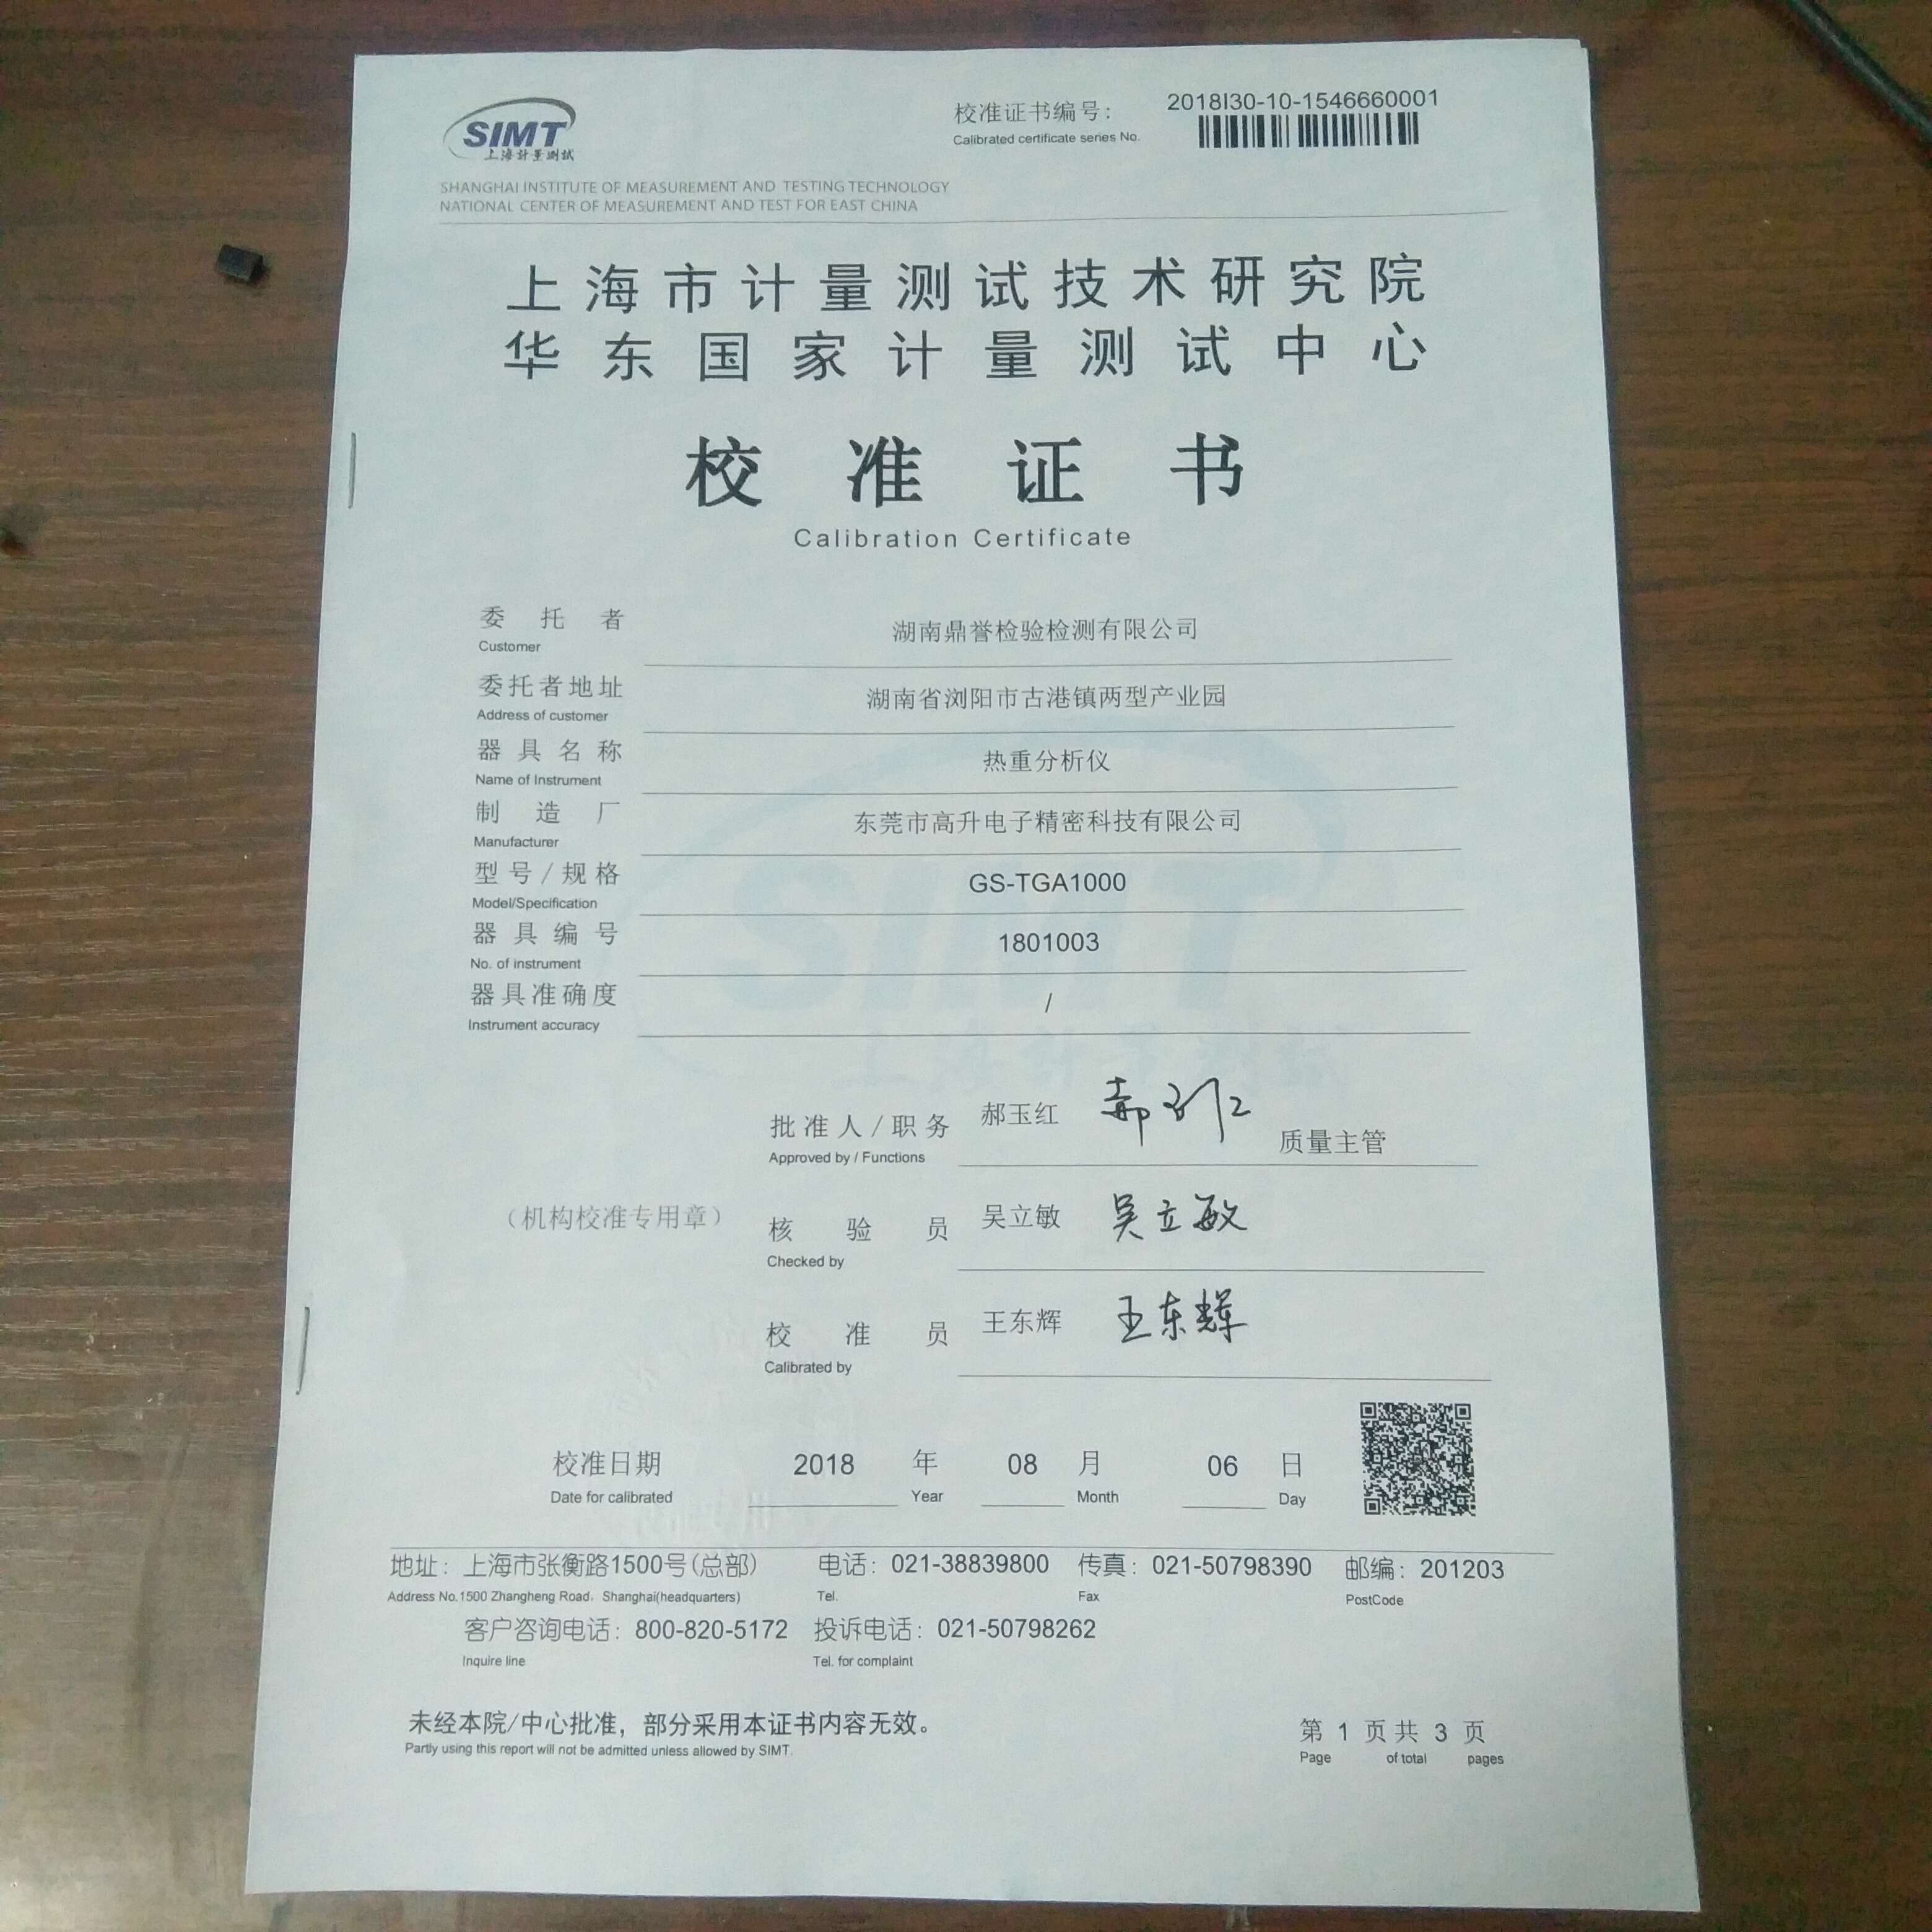 SIMT
上海计量测试
校准证书编号：
Calibrated certificate series No.
2018I30-10-1546660001
SHANGHAI INSTITUTE OF MEASUREMENT AND TESTING TECHNOLOGY
NATIONAL CENTER OF MEASUREMENT AND TEST FOR EAST CHINA
上海市计量测试技术研究院
华东国家计量测试中心
校准证书
Calibration Certificate
委托者 湖南鼎誉检验检测有限公司
Customer
委托者地址 湖南省浏阳市古港镇两型产业园
Address of customer
器具名称 热重分析仪
Name of Instrument
制造厂 东莞市高升电子精密科技有限公司
Manufacturer
型号/规格 GS-TGA1000
Model/Specification
器具编号 1801003
No. of instrument
器具准确度 /
Instrument accuracy
批准人/职务 郝玉红 郝玉红 质量主管
Approved by / Functions
（机构校准专用章）
核验员 吴立敏 吴立敏
Checked by
校准员 王东辉 王东辉
Calibrated by
校准日期 2018 年 08 月 06 日
Date for calibrated Year Month Day
地址：上海市张衡路1500号(总部) 电话：021-38839800 传真：021-50798390 邮编：201203
Address No.1500 Zhangheng Road, Shanghai(headquarters) Tel. Fax PostCode
客户咨询电话：800-820-5172 投诉电话：021-50798262
Inquire line Tel. for complaint
未经本院/中心批准，部分采用本证书内容无效。
Partly using this report will not be admitted unless allowed by SIMT.
第 1 页共 3 页
Page of total pages